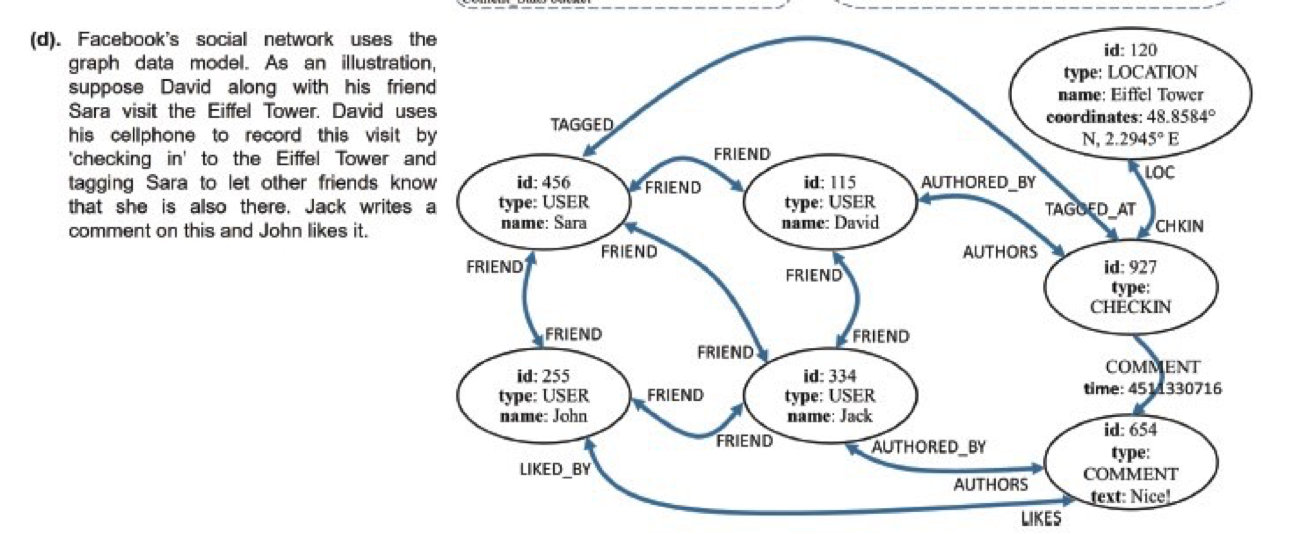 (d). Facebook's social network uses the
graph data model. As an illustration,
suppose David along with his friend
Sara visit the Eiffel Tower. David uses
his cellphone to record this visit by
'checking in' to the Eiffel Tower and
tagging Sara to let other friends know
that she is also there. Jack writes a
comment on this and John likes it.
id: 120
type: LOCATION
name: Eiffel Tower
coordinates: 48.8584°
N, 2.2945° E
TAGGED
FRIEND
FRIEND
LOC
id: 456
type: USER
name: Sara
id: 115
type: USER
name: David
AUTHORED_BY
TAGGED_AT
CHKIN
FRIEND
FRIEND
FRIEND
AUTHORS
id: 927
type:
CHECKIN
FRIEND
FRIEND
FRIEND
COMMENT
time: 4511330716
id: 255
type: USER
name: John
FRIEND
FRIEND
id: 334
type: USER
name: Jack
id: 654
type:
COMMENT
text: Nice!
LIKED_BY
AUTHORED_BY
AUTHORS
LIKES